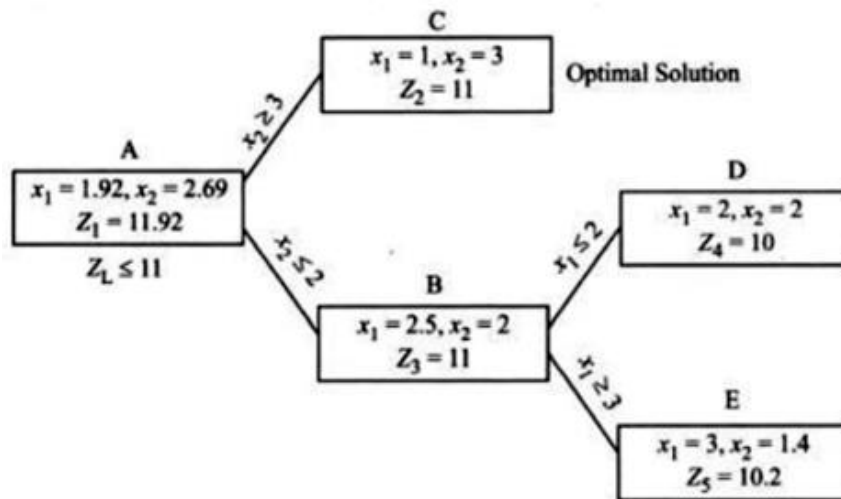 C
x₁ = 1, x₂ = 3
Z₂ = 11
Optimal Solution
x₂ ≥ 3
A
x₁ = 1.92, x₂ = 2.69
Z₁ = 11.92
Z_L ≤ 11
x₂ ≤ 2
B
x₁ = 2.5, x₂ = 2
Z₃ = 11
x₁ ≤ 2
D
x₁ = 2, x₂ = 2
Z₄ = 10
x₁ ≥ 3
E
x₁ = 3, x₂ = 1.4
Z₅ = 10.2